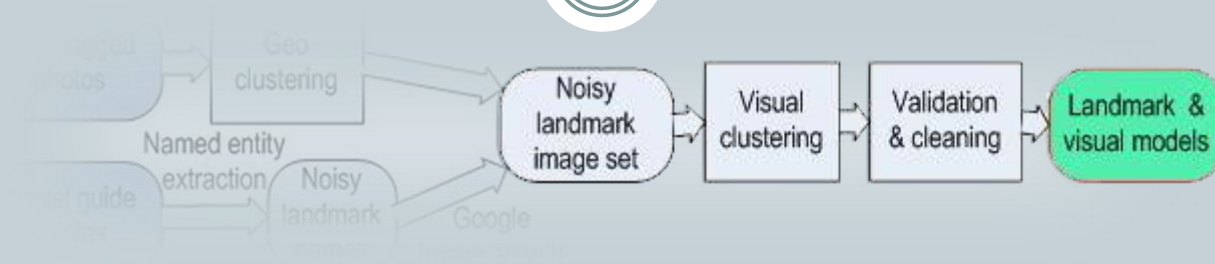 Geo
clustering
Named entity
extraction
Noisy
landmark
Google
Noisy
landmark
image set
Visual
clustering
Validation
& cleaning
Landmark &
visual models